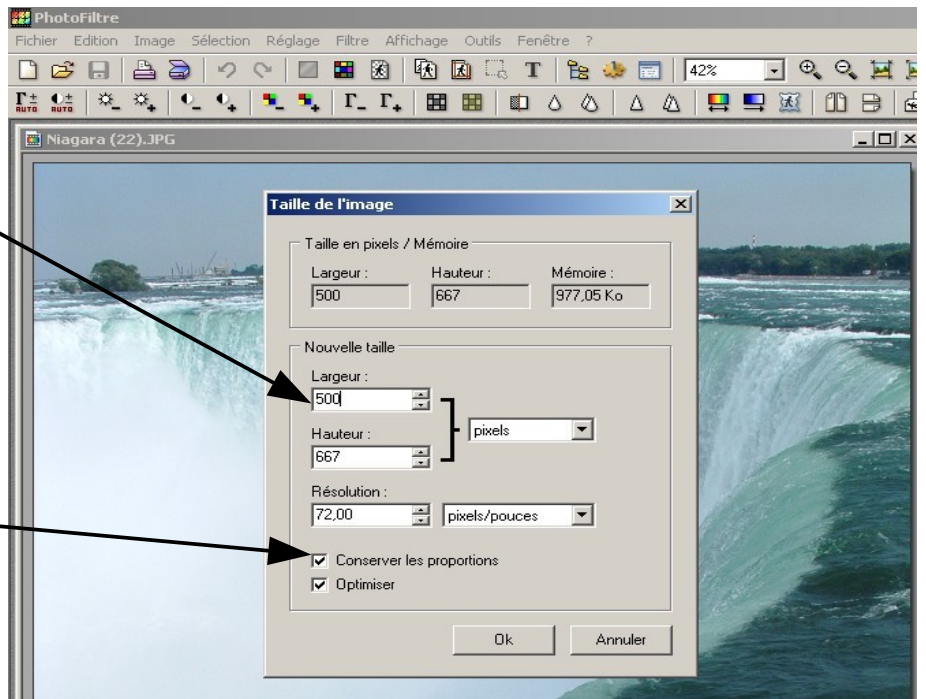 PhotoFiltre
Fichier Edition Image Sélection Réglage Filtre Affichage Outils Fenêtre ?
T 42%
AUTO AUTO
Niagara (22).JPG
Taille de l'image
Taille en pixels / Mémoire
Largeur : Hauteur : Mémoire :
500 667 977,05 Ko
Nouvelle taille
Largeur :
500
pixels
Hauteur :
667
Résolution :
72,00 pixels/pouces
Conserver les proportions
Optimiser
Ok Annuler